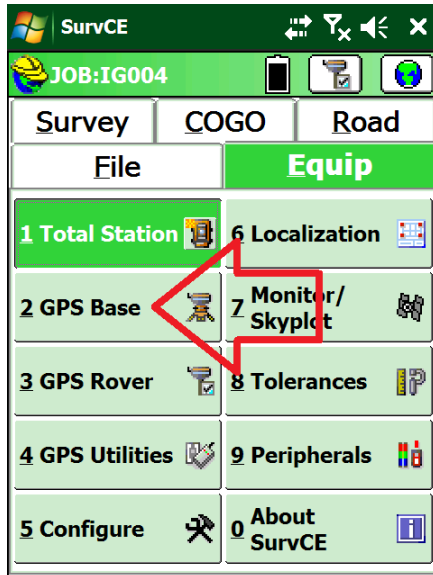 SurvCE
JOB:IG004
Survey COGO Road
File Equip
1 Total Station
6 Localization
2 GPS Base
7 Monitor/
Skyplot
3 GPS Rover
8 Tolerances
4 GPS Utilities
9 Peripherals
5 Configure
0 About
SurvCE